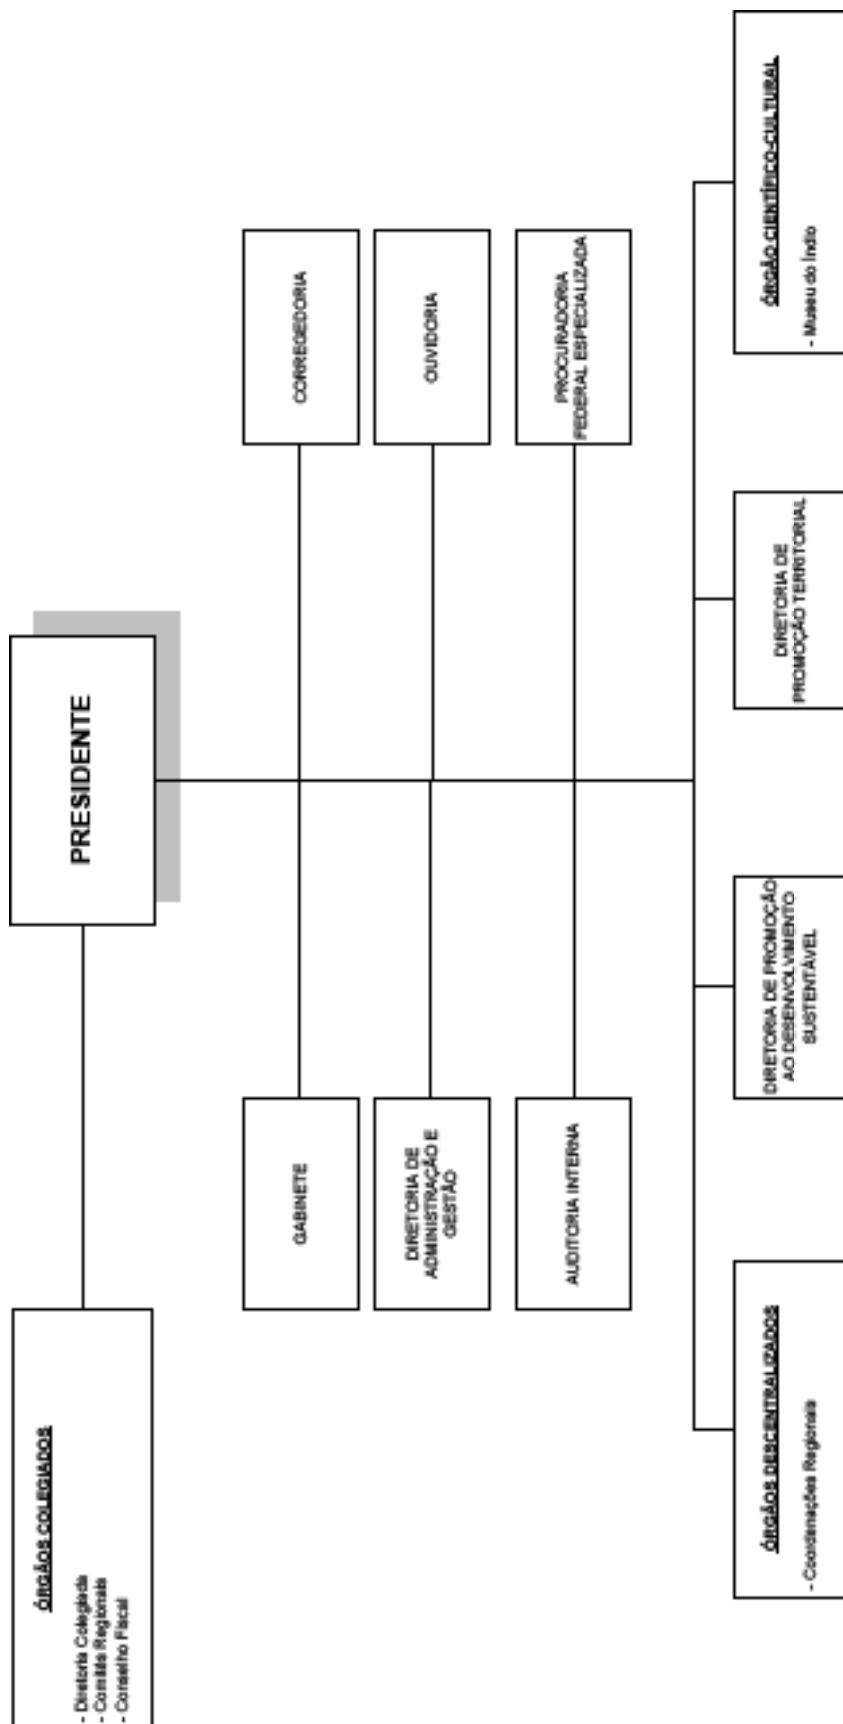 PRESIDENTE
ÓRGÃOS COLEGIADOS
- Diretoria Colegiada
- Comitês Regionais
- Conselho Fiscal
GABINETE
CORREGEDORIA
DIRETORIA DE
ADMINISTRAÇÃO E
GESTÃO
OUVIDORIA
AUDITORIA INTERNA
PROCURADORIA
FEDERAL ESPECIALIZADA
ÓRGÃOS DESCENTRALIZADOS
- Coordenações Regionais
DIRETORIA DE PROMOÇÃO
AO DESENVOLVIMENTO
SUSTENTÁVEL
DIRETORIA DE
PROMOÇÃO TERRITORIAL
ÓRGÃO CIENTÍFICO-CULTURAL
- Museu do Índio